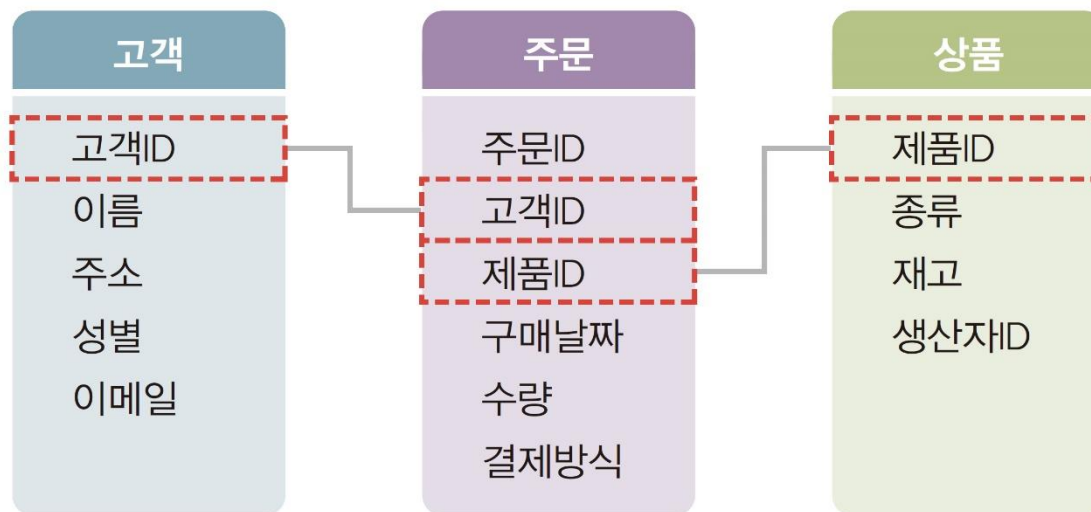 고객
고객ID
이름
주소
성별
이메일
주문
주문ID
고객ID
제품ID
구매날짜
수량
결제방식
상품
제품ID
종류
재고
생산자ID